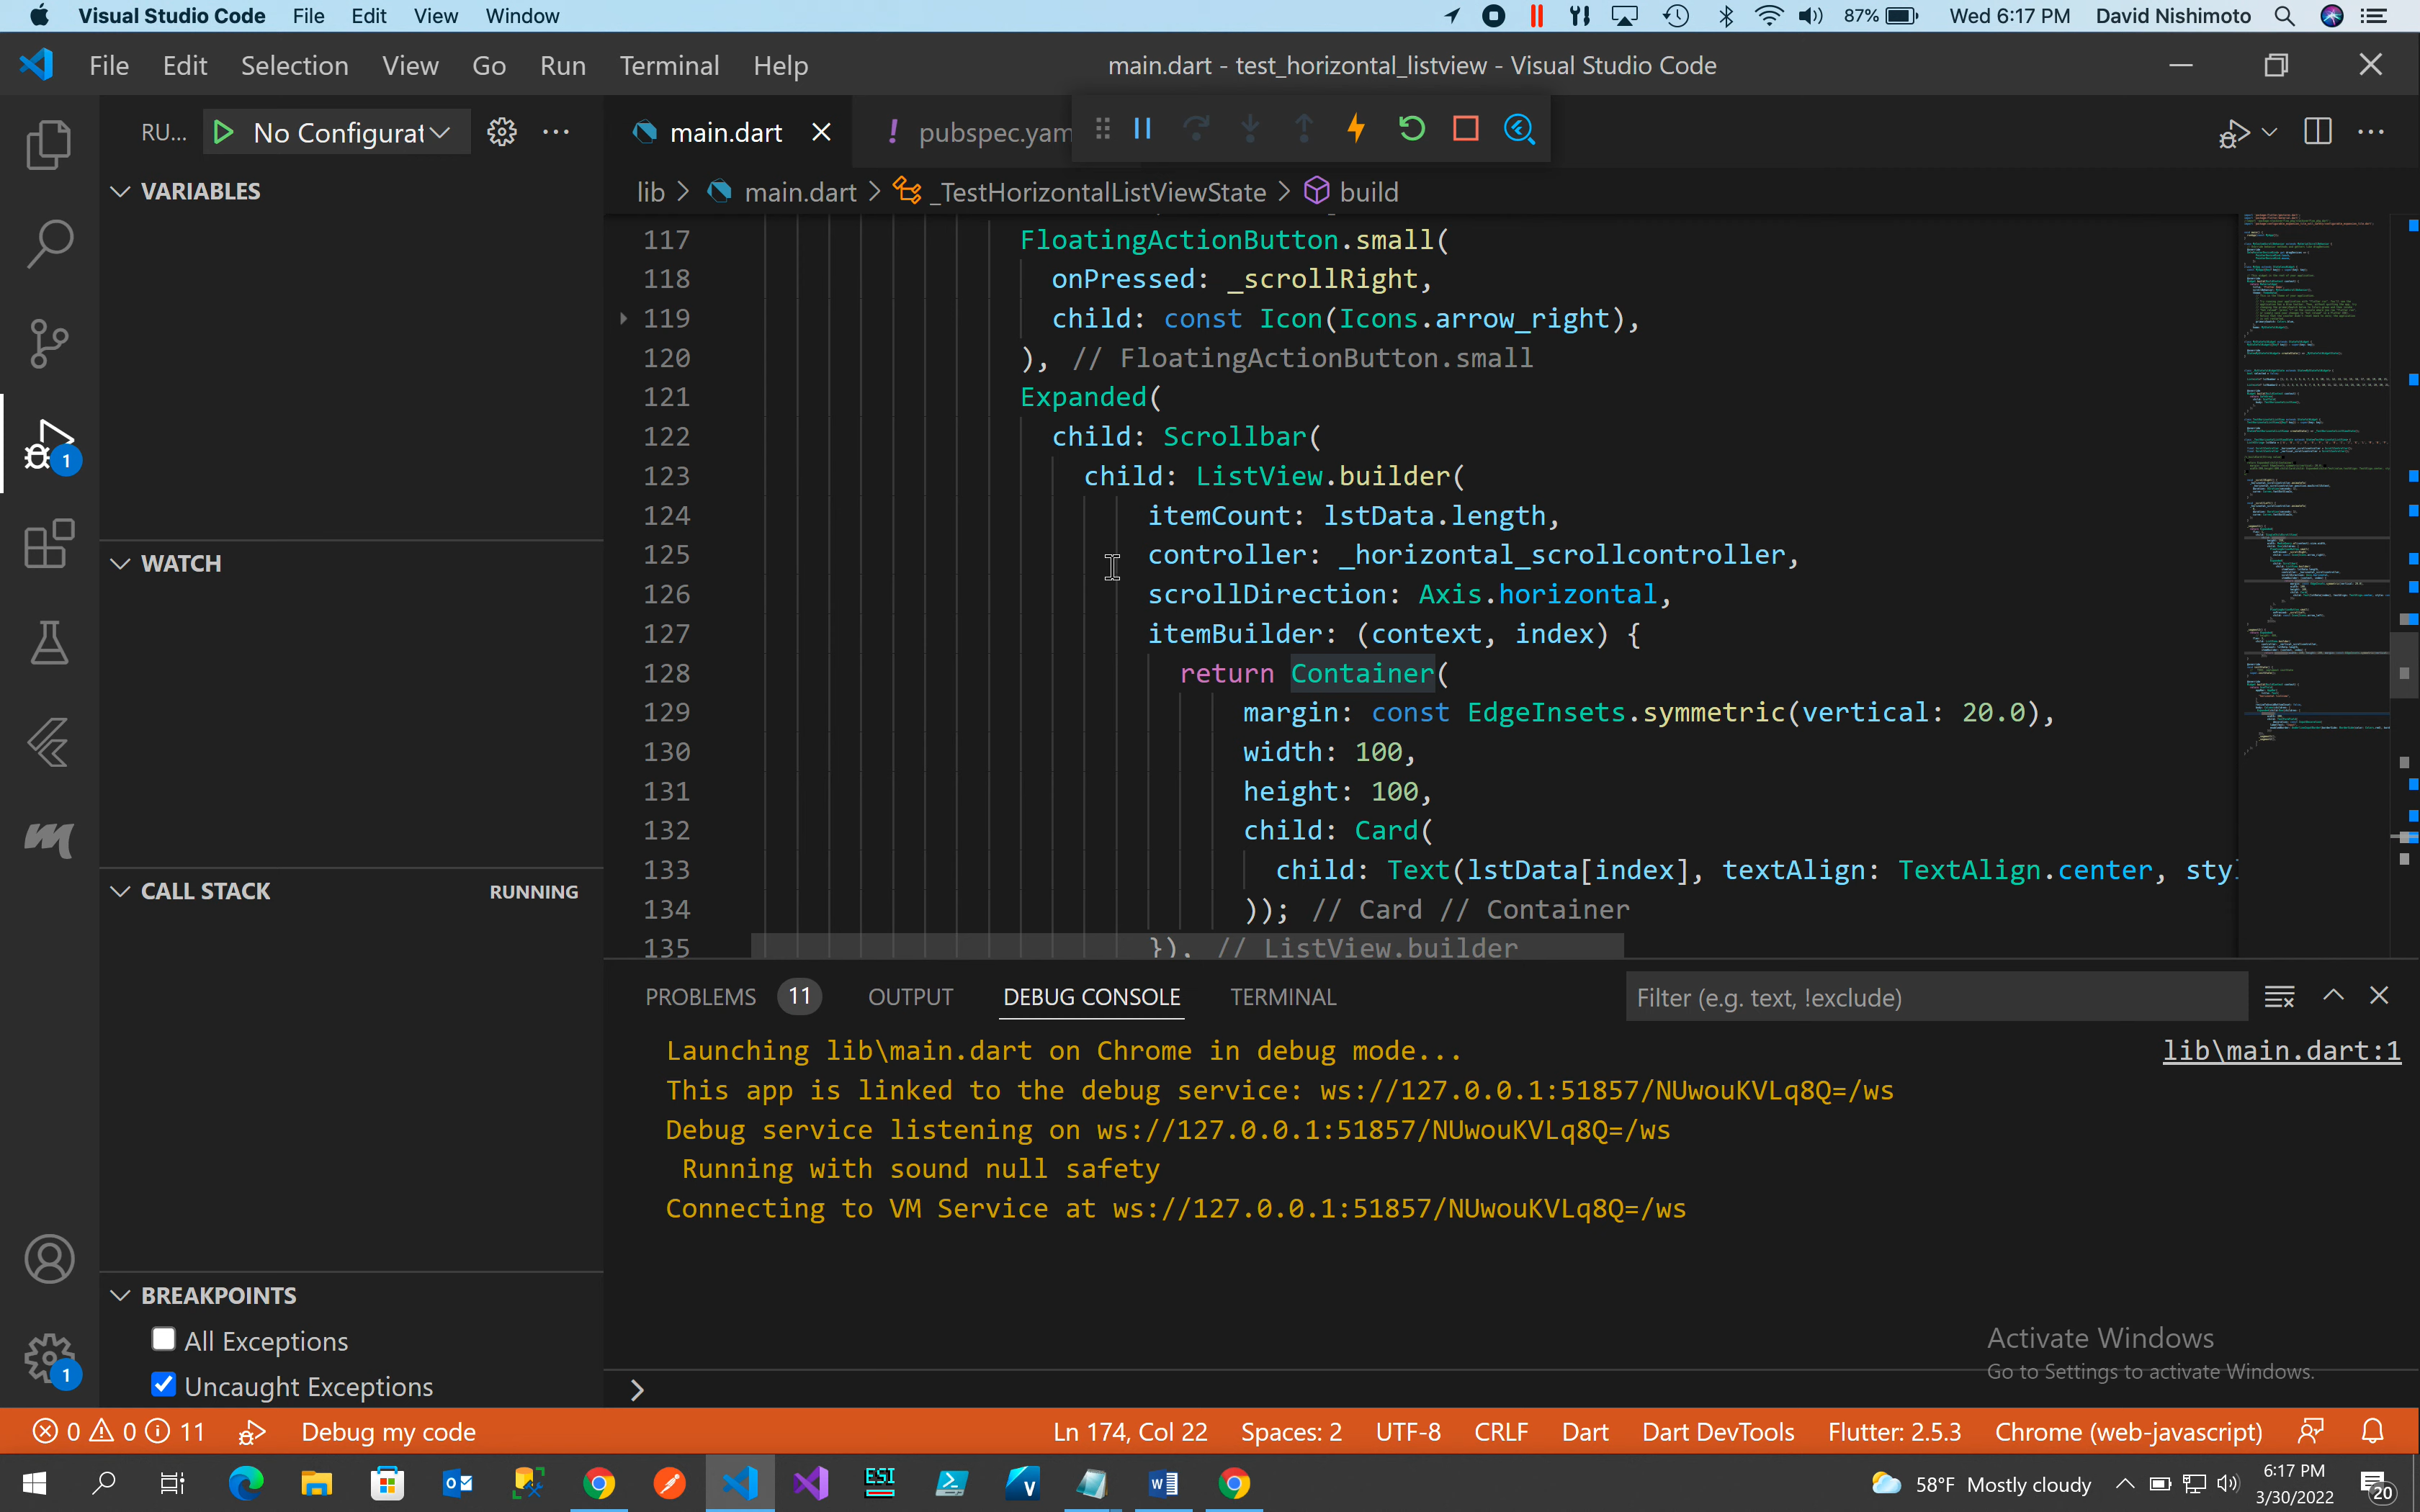 Visual Studio Code File Edit View Window 87% Wed 6:17 PM David Nishimoto
File Edit Selection View Go Run Terminal Help main.dart - test_horizontal_listview - Visual Studio Code
RU... No Configurat main.dart pubspec.yam
lib > main.dart > _TestHorizontalListViewState > build
VARIABLES
WATCH
CALL STACK RUNNING
BREAKPOINTS
All Exceptions
Uncaught Exceptions
1
1
117 FloatingActionButton.small(
118 onPressed: _scrollRight,
119 child: const Icon(Icons.arrow_right),
120 ), // FloatingActionButton.small
121 Expanded(
122 child: Scrollbar(
123 child: ListView.builder(
124 itemCount: lstData.length,
125 controller: _horizontal_scrollcontroller,
126 scrollDirection: Axis.horizontal,
127 itemBuilder: (context, index) {
128 return Container(
129 margin: const EdgeInsets.symmetric(vertical: 20.0),
130 width: 100,
131 height: 100,
132 child: Card(
133 child: Text(lstData[index], textAlign: TextAlign.center, sty
134 )); // Card // Container
135 }), // ListView.builder
PROBLEMS 11 OUTPUT DEBUG CONSOLE TERMINAL Filter (e.g. text, !exclude)
Launching lib\main.dart on Chrome in debug mode... lib\main.dart:1
This app is linked to the debug service: ws://127.0.0.1:51857/NUwouKVLq8Q=/ws
Debug service listening on ws://127.0.0.1:51857/NUwouKVLq8Q=/ws
Running with sound null safety
Connecting to VM Service at ws://127.0.0.1:51857/NUwouKVLq8Q=/ws
Activate Windows
Go to Settings to activate Windows.
0 0 11 Debug my code Ln 174, Col 22 Spaces: 2 UTF-8 CRLF Dart Dart DevTools Flutter: 2.5.3 Chrome (web-javascript)
ESI 58°F Mostly cloudy 6:17 PM
3/30/2022 20